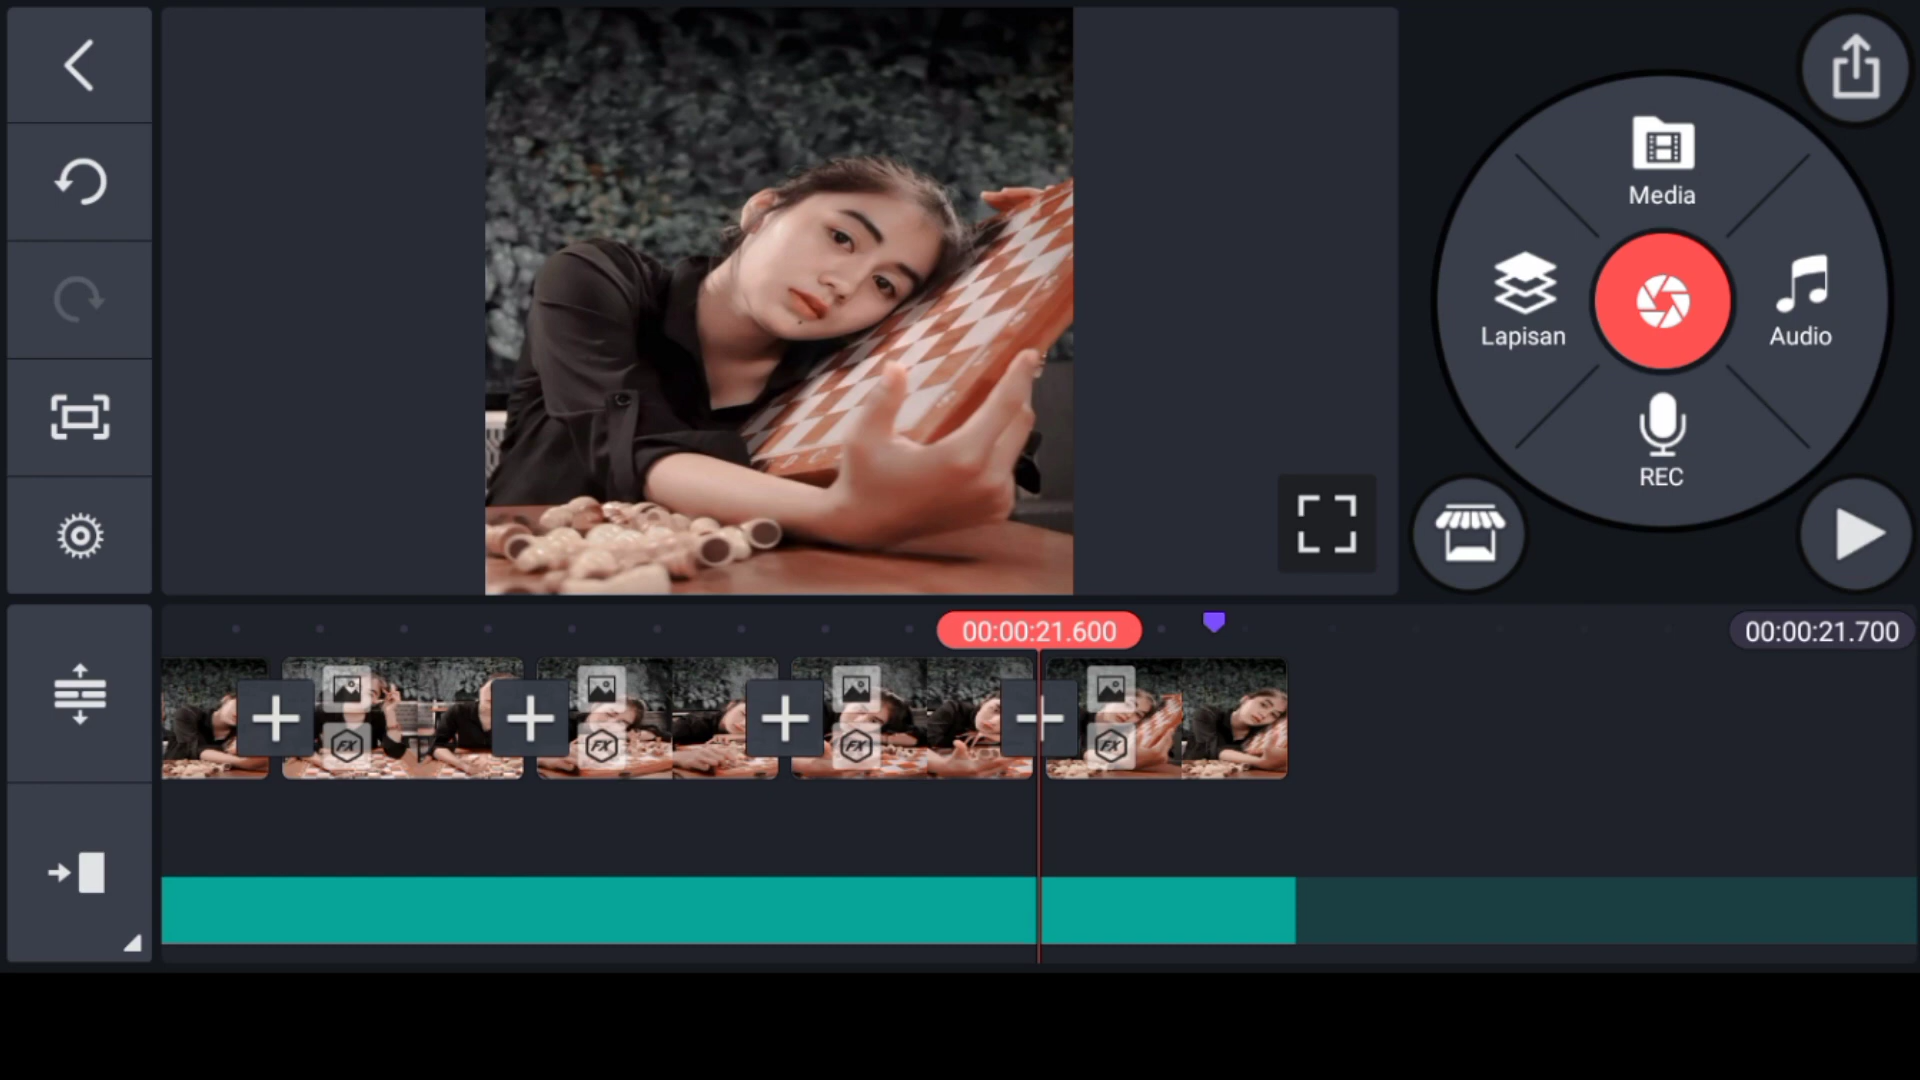 Media
Lapisan
Audio
REC
00:00:21.600
00:00:21.700
FX
FX
FX
FX